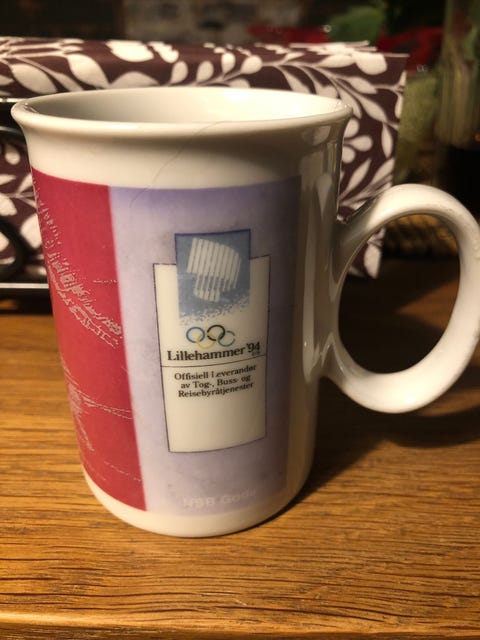 Lillehammer '94
Offisiell Leverandør
av Tog-, Buss- og
Reisebyråtjenester
NSB Gods